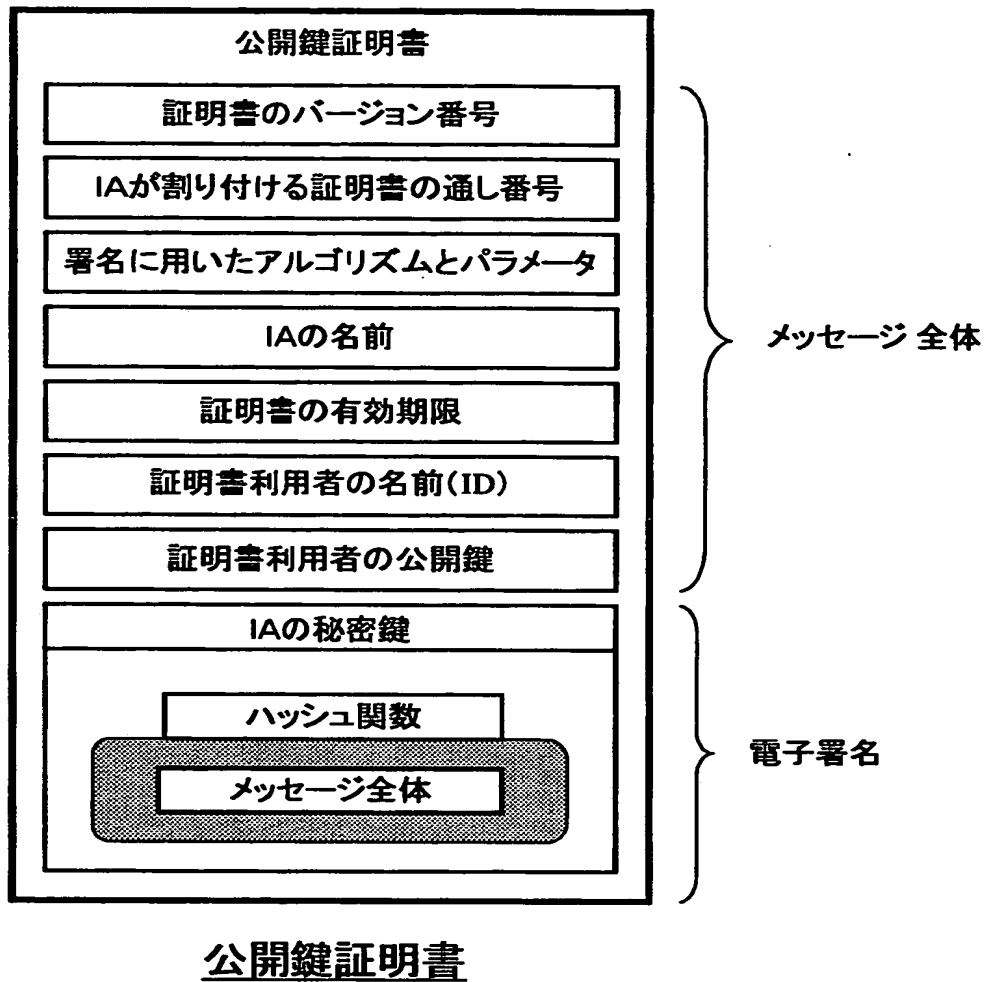 公開鍵証明書
証明書のバージョン番号
IAが割り付ける証明書の通し番号
署名に用いたアルゴリズムとパラメータ
IAの名前
証明書の有効期限
証明書利用者の名前(ID)
証明書利用者の公開鍵
メッセージ 全体
IAの秘密鍵
ハッシュ関数
メッセージ全体
電子署名
公開鍵証明書